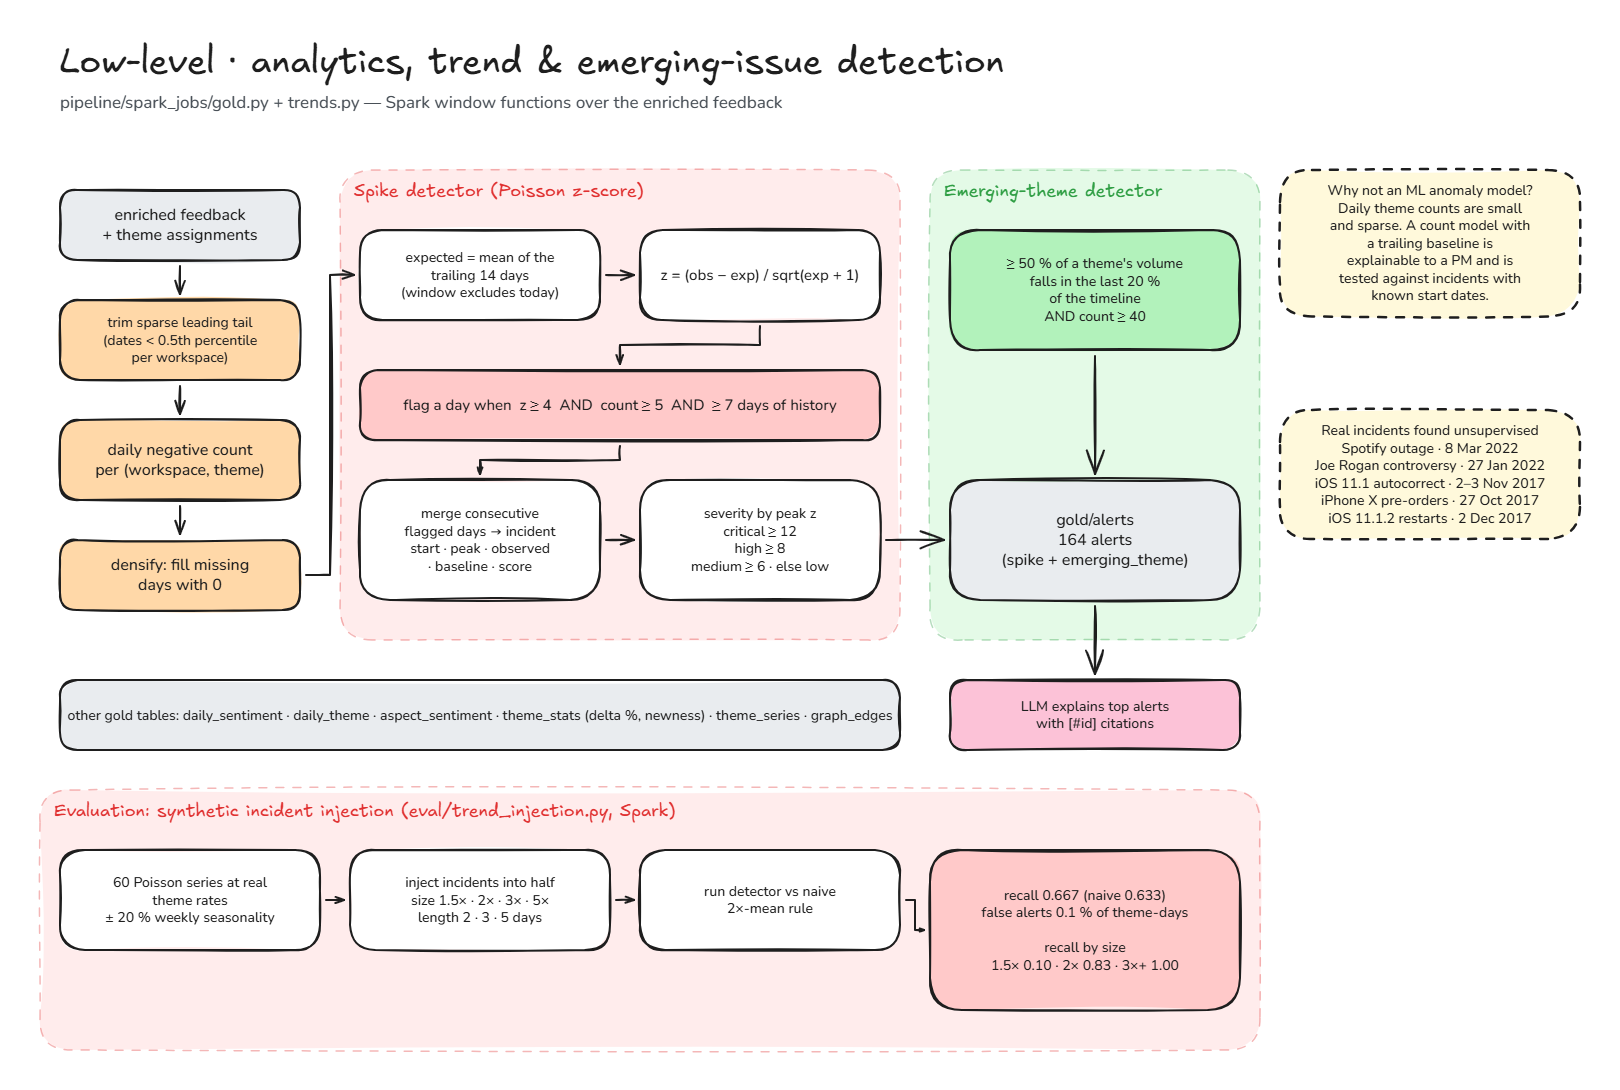 Low-level · analytics, trend & emerging-issue detection
pipeline/spark_jobs/gold.py + trends.py — Spark window functions over the enriched feedback
enriched feedback
+ theme assignments
trim sparse leading tail
(dates < 0.5th percentile
per workspace)
daily negative count
per (workspace, theme)
densify: fill missing
days with 0
Spike detector (Poisson z-score)
expected = mean of the
trailing 14 days
(window excludes today)
z = (obs − exp) / sqrt(exp + 1)
flag a day when z ≥ 4 AND count ≥ 5 AND ≥ 7 days of history
merge consecutive
flagged days → incident
start · peak · observed
· baseline · score
severity by peak z
critical ≥ 12
high ≥ 8
medium ≥ 6 · else low
Emerging-theme detector
≥ 50 % of a theme's volume
falls in the last 20 %
of the timeline
AND count ≥ 40
gold/alerts
164 alerts
(spike + emerging_theme)
Why not an ML anomaly model?
Daily theme counts are small
and sparse. A count model with
a trailing baseline is
explainable to a PM and is
tested against incidents with
known start dates.
Real incidents found unsupervised
Spotify outage · 8 Mar 2022
Joe Rogan controversy · 27 Jan 2022
iOS 11.1 autocorrect · 2–3 Nov 2017
iPhone X pre-orders · 27 Oct 2017
iOS 11.1.2 restarts · 2 Dec 2017
other gold tables: daily_sentiment · daily_theme · aspect_sentiment · theme_stats (delta %, newness) · theme_series · graph_edges
LLM explains top alerts
with [#id] citations
Evaluation: synthetic incident injection (eval/trend_injection.py, Spark)
60 Poisson series at real
theme rates
± 20 % weekly seasonality
inject incidents into half
size 1.5× · 2× · 3× · 5×
length 2 · 3 · 5 days
run detector vs naive
2×-mean rule
recall 0.667 (naive 0.633)
false alerts 0.1 % of theme-days
recall by size
1.5× 0.10 · 2× 0.83 · 3×+ 1.00